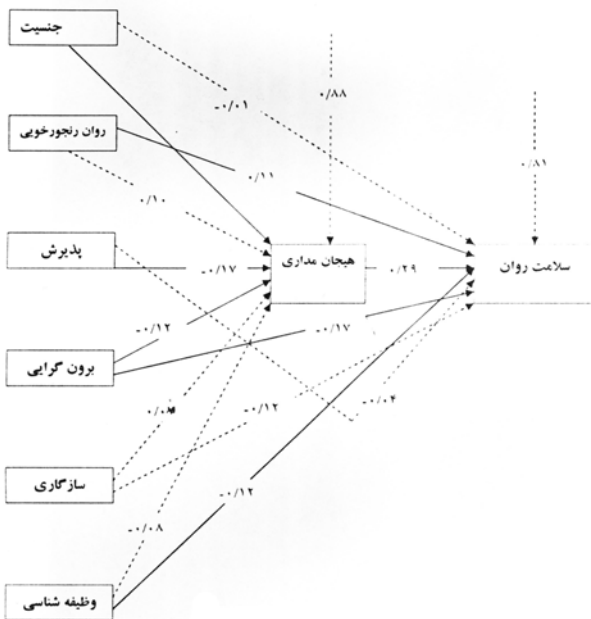 جنسیت
-۰/۰۱
۰/۸۸
روان رنجورخویی
۰/۱۱
۰/۸۱
۰/۱۰
پذیرش
-۰/۱۷
هیجان مداری
۰/۲۹
سلامت روان
-۰/۱۲
-۰/۱۷
برون گرایی
-۰/۱۲
-۰/۰۴
سازگاری
-۰/۱۲
-۰/۰۸
وظیفه شناسی